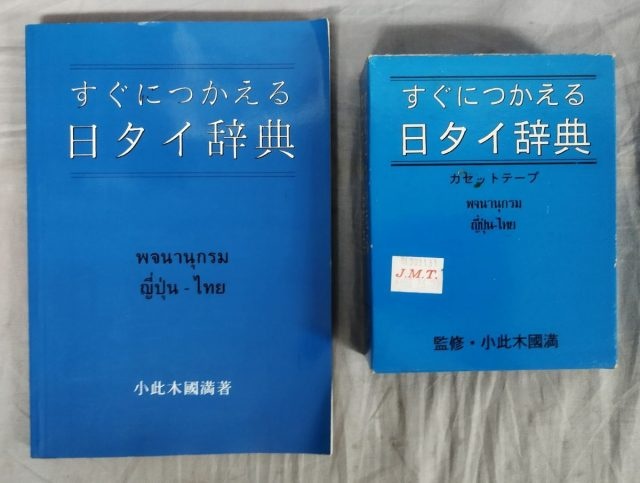 すぐにつかえる
日タイ辞典
พจนานุกรม
ญี่ปุ่น - ไทย
小此木國満著
すぐにつかえる
日タイ辞典
カセットテープ
พจนานุกรม
ญี่ปุ่น-ไทย
J.M.T.
監修・小此木國満